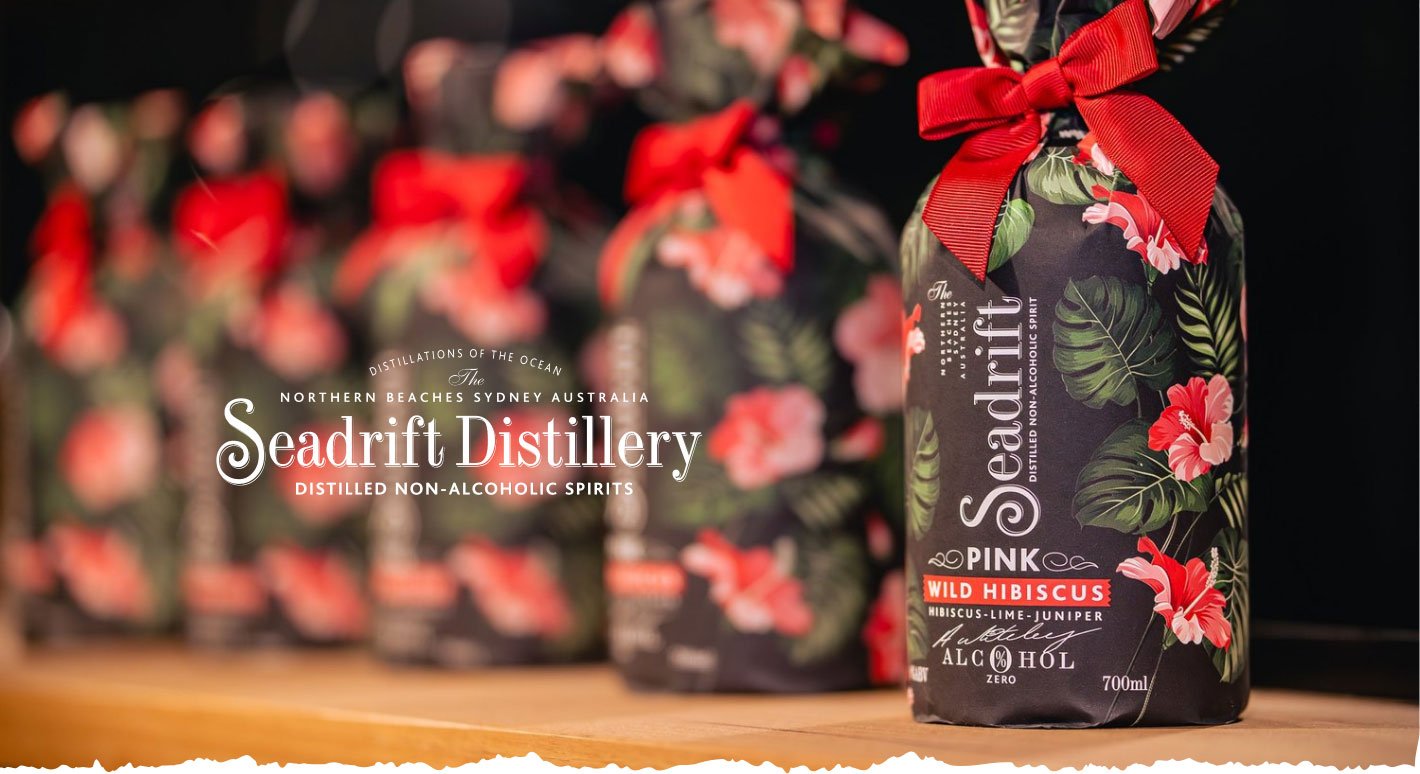 DISTILLATIONS OF THE OCEAN
The
NORTHERN BEACHES SYDNEY AUSTRALIA
Seadrift Distillery
DISTILLED NON-ALCOHOLIC SPIRITS
The
NORTHERN
BEACHES
SYDNEY
AUSTRALIA
Seadrift
DISTILLED NON-ALCOHOLIC SPIRIT
PINK
WILD HIBISCUS
HIBISCUS-LIME-JUNIPER
ALC0%HOL
ZERO
700ml